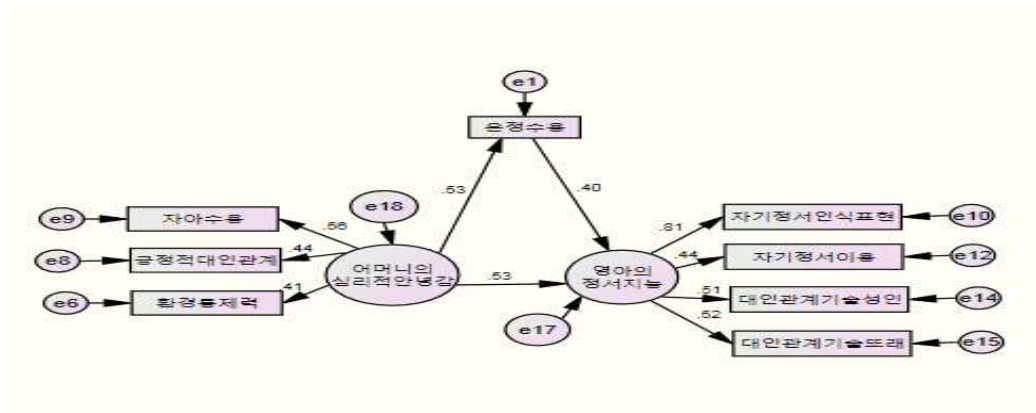 e1
온정수용
.53
.40
e9
자아수용
.56
e18
e8
긍정적대인관계
.44
e6
환경통제력
.41
어머니의
심리적안녕감
.53
영아의
정서지능
e17
.81
자기정서인식표현
e10
.44
자기정서이용
e12
.51
대인관계기술성인
e14
.52
대인관계기술또래
e15